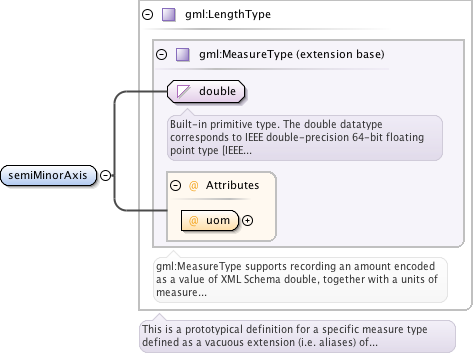 gml:LengthType
gml:MeasureType (extension base)
double
Built-in primitive type. The double datatype
corresponds to IEEE double-precision 64-bit floating
point type [IEEE...
semiMinorAxis
@ Attributes
@ uom
gml:MeasureType supports recording an amount encoded
as a value of XML Schema double, together with a units of
measure...
This is a prototypical definition for a specific measure type
defined as a vacuous extension (i.e. aliases) of...